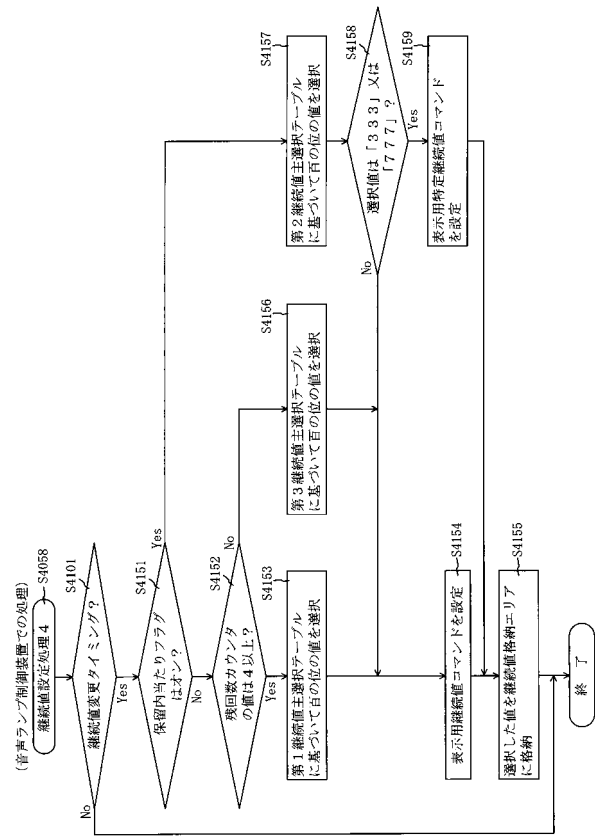 (音声ランプ制御装置での処理)
継続値設定処理4
S4058
継続値変更タイミング?
S4101
No
Yes
保留内当たりフラグ
はオン?
S4151
Yes
No
残回数カウンタ
の値は4以上?
S4152
No
Yes
第1継続値主選択テーブル
に基づいて百の位の値を選択
S4153
第3継続値主選択テーブル
に基づいて百の位の値を選択
S4156
第2継続値主選択テーブル
に基づいて百の位の値を選択
S4157
選択値は「333」又は
「777」?
S4158
No
Yes
表示用特定継続値コマンド
を設定
S4159
表示用継続値コマンドを設定
S4154
選択した値を継続値格納エリア
に格納
S4155
終了